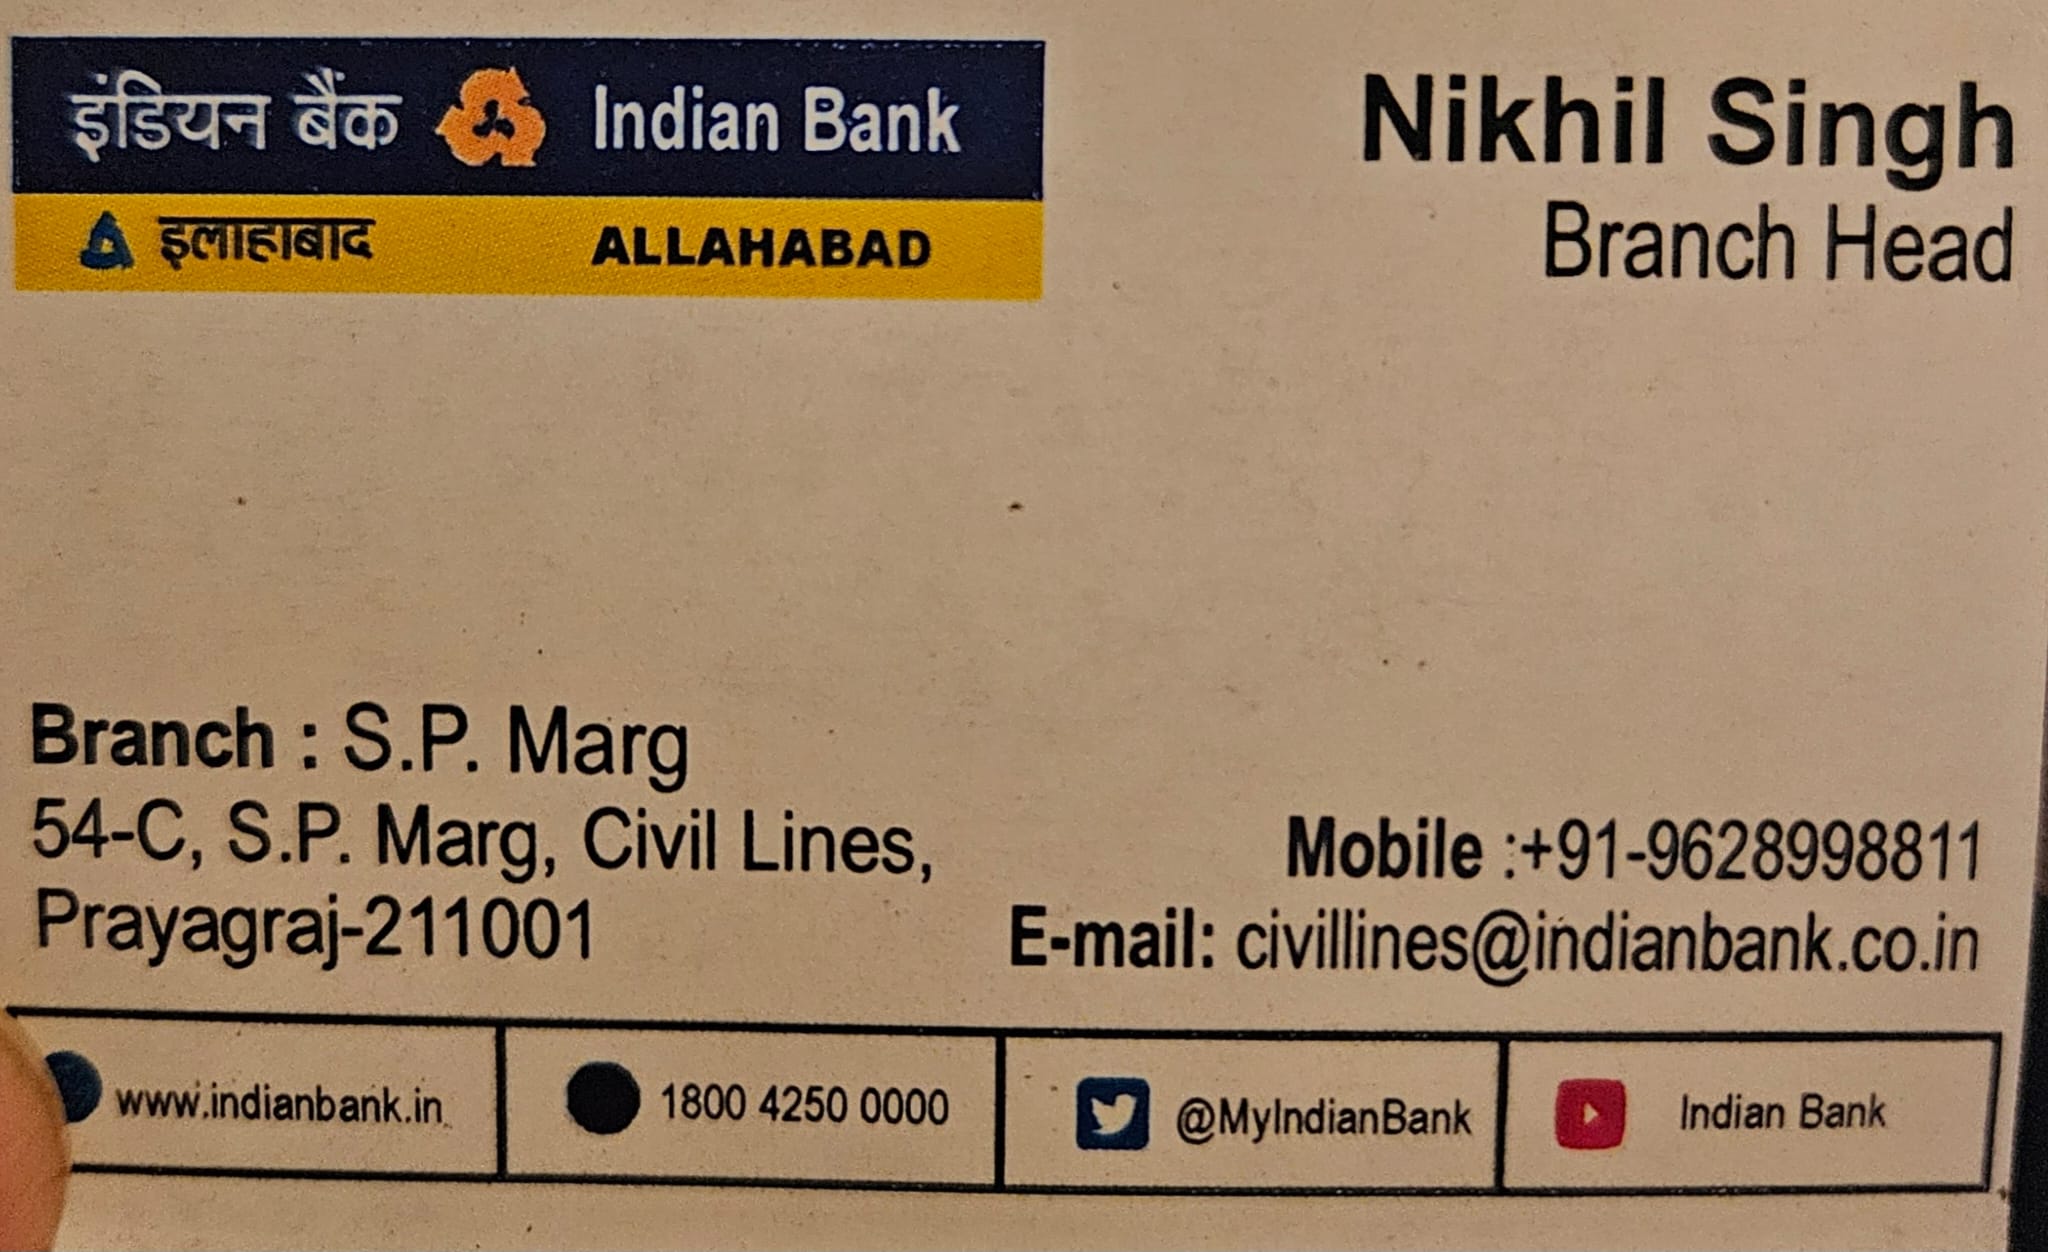 इंडियन बैंक Indian Bank
इलाहाबाद ALLAHABAD
Nikhil Singh
Branch Head
Branch : S.P. Marg
54-C, S.P. Marg, Civil Lines,
Prayagraj-211001
Mobile :+91-9628998811
E-mail: civillines@indianbank.co.in
www.indianbank.in
1800 4250 0000
@MyIndianBank
Indian Bank